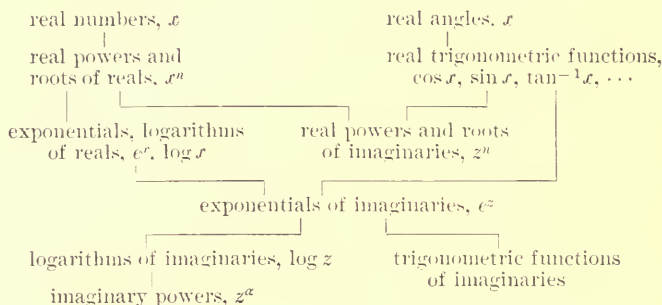 real numbers, x
real angles, x
real powers and
roots of reals, xⁿ
real trigonometric functions,
cos x, sin x, tan⁻¹x, ···
exponentials, logarithms
of reals, eˣ, log x
real powers and roots
of imaginaries, zⁿ
exponentials of imaginaries, eᶻ
logarithms of imaginaries, log z
trigonometric functions
of imaginaries
imaginary powers, zᵅ